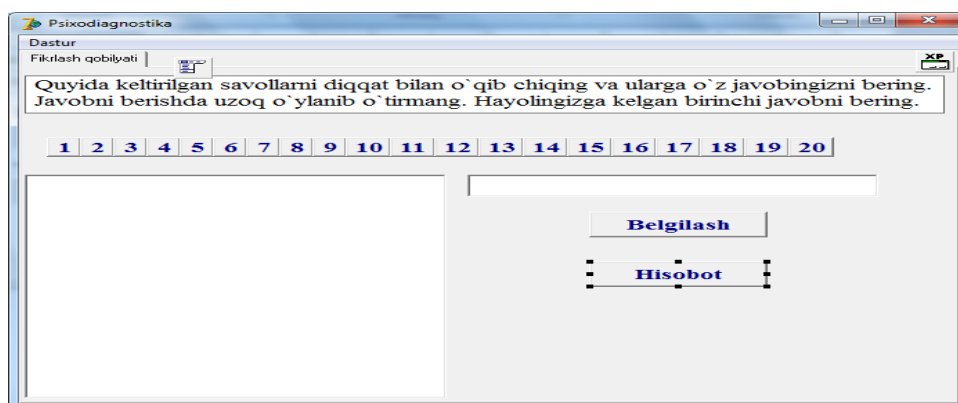 Psixodiagnostika
Dastur
Fikrlash qobilyati
XP
Quyida keltirilgan savollarni diqqat bilan o`qib chiqing va ularga o`z javobingizni bering.
Javobni berishda uzoq o`ylanib o`tirmang. Hayolingizga kelgan birinchi javobni bering.
1 2 3 4 5 6 7 8 9 10 11 12 13 14 15 16 17 18 19 20
Belgilash
Hisobot